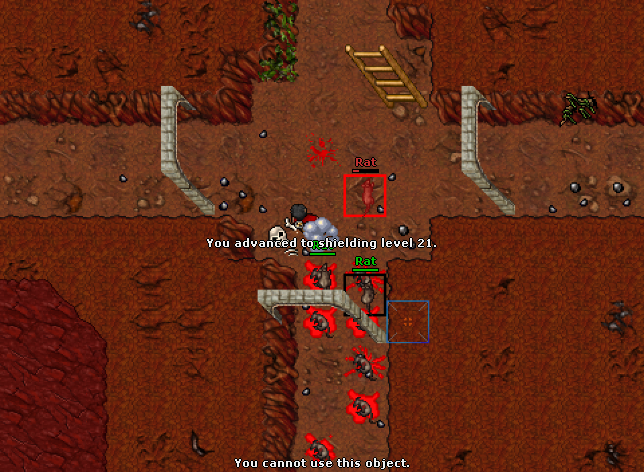 Rat
You advanced to shielding level 21.
Rat
You cannot use this object.